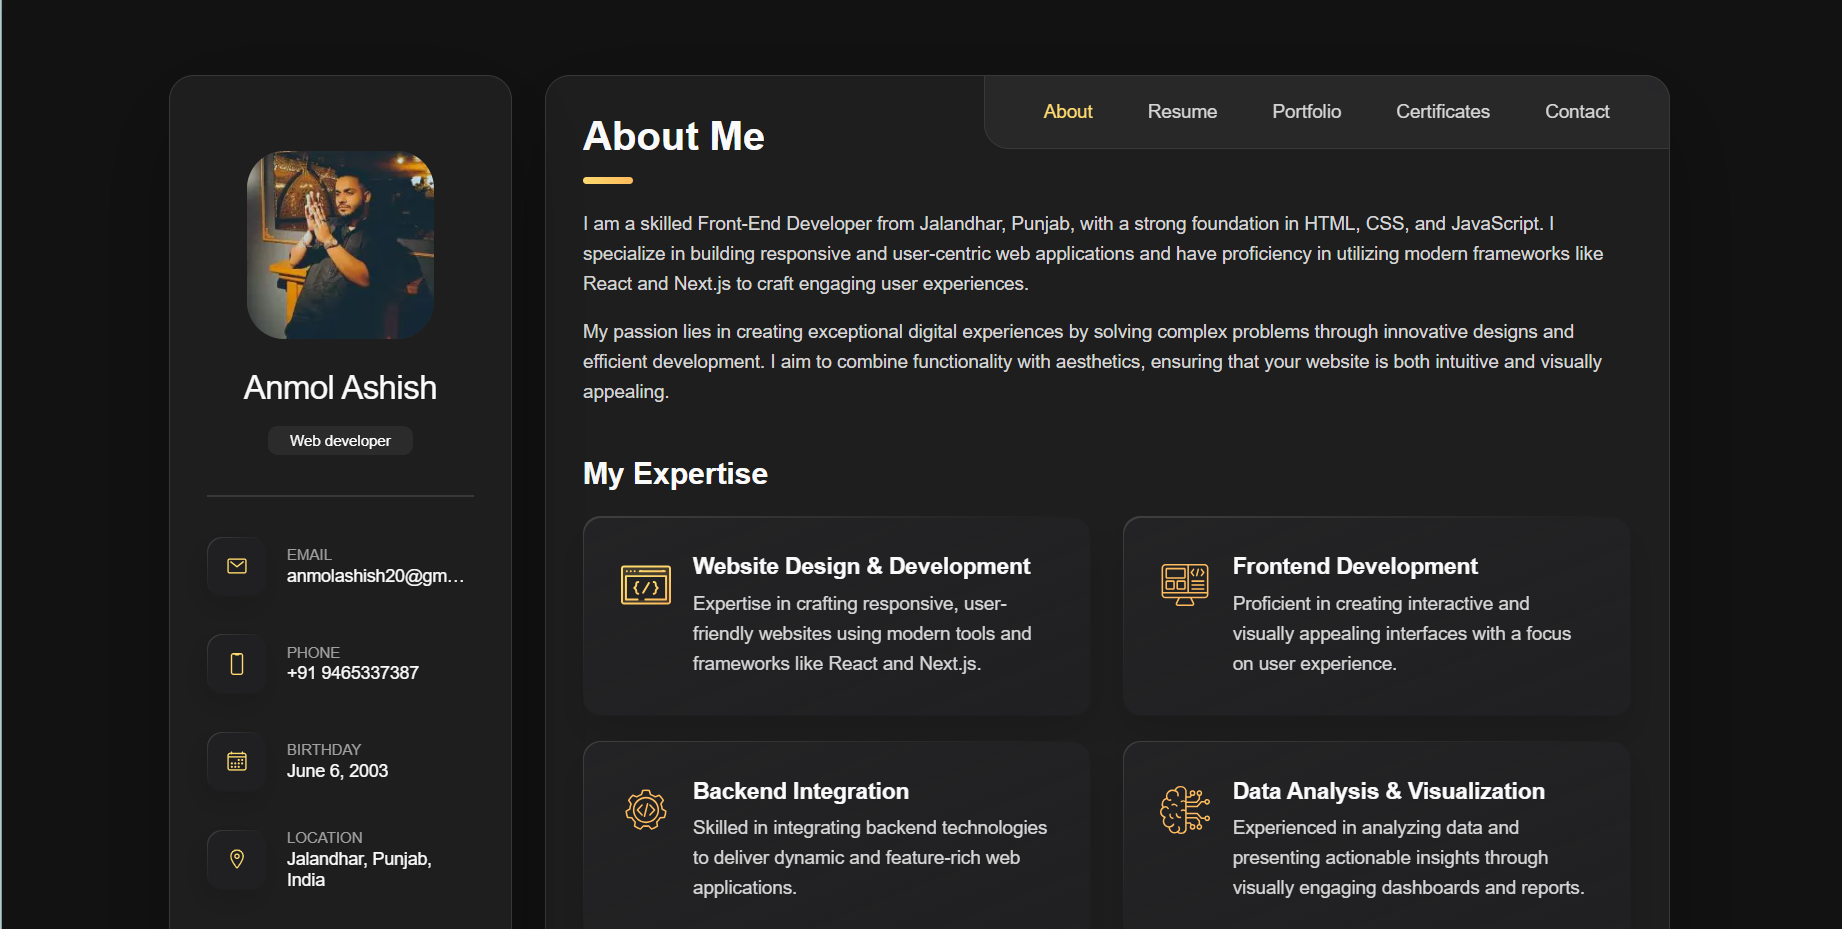 Anmol Ashish
Web developer
EMAIL
anmolashish20@gm...
PHONE
+91 9465337387
BIRTHDAY
June 6, 2003
LOCATION
Jalandhar, Punjab,
India
About
Resume
Portfolio
Certificates
Contact
About Me
I am a skilled Front-End Developer from Jalandhar, Punjab, with a strong foundation in HTML, CSS, and JavaScript. I
specialize in building responsive and user-centric web applications and have proficiency in utilizing modern frameworks like
React and Next.js to craft engaging user experiences.
My passion lies in creating exceptional digital experiences by solving complex problems through innovative designs and
efficient development. I aim to combine functionality with aesthetics, ensuring that your website is both intuitive and visually
appealing.
My Expertise
Website Design & Development
Expertise in crafting responsive, user-
friendly websites using modern tools and
frameworks like React and Next.js.
Frontend Development
Proficient in creating interactive and
visually appealing interfaces with a focus
on user experience.
Backend Integration
Skilled in integrating backend technologies
to deliver dynamic and feature-rich web
applications.
Data Analysis & Visualization
Experienced in analyzing data and
presenting actionable insights through
visually engaging dashboards and reports.